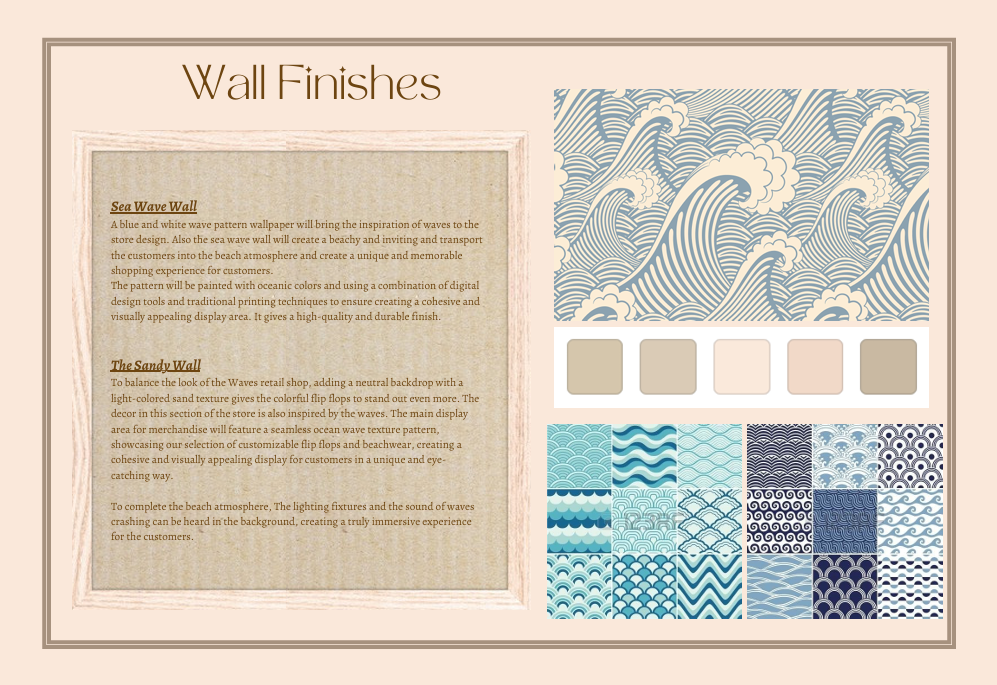 Wall Finishes
Sea Wave Wall
A blue and white wave pattern wallpaper will bring the inspiration of waves to the
store design. Also the sea wave wall will create a beachy and inviting and transport
the customers into the beach atmosphere and create a unique and memorable
shopping experience for customers.
The pattern will be painted with oceanic colors and using a combination of digital
design tools and traditional printing techniques to ensure creating a cohesive and
visually appealing display area. It gives a high-quality and durable finish.
The Sandy Wall
To balance the look of the Waves retail shop, adding a neutral backdrop with a
light-colored sand texture gives the colorful flip flops to stand out even more. The
decor in this section of the store is also inspired by the waves. The main display
area for merchandise will feature a seamless ocean wave texture pattern,
showcasing our selection of customizable flip flops and beachwear, creating a
cohesive and visually appealing display for customers in a unique and eye-
catching way.
To complete the beach atmosphere, The lighting fixtures and the sound of waves
crashing can be heard in the background, creating a truly immersive experience
for the customers.